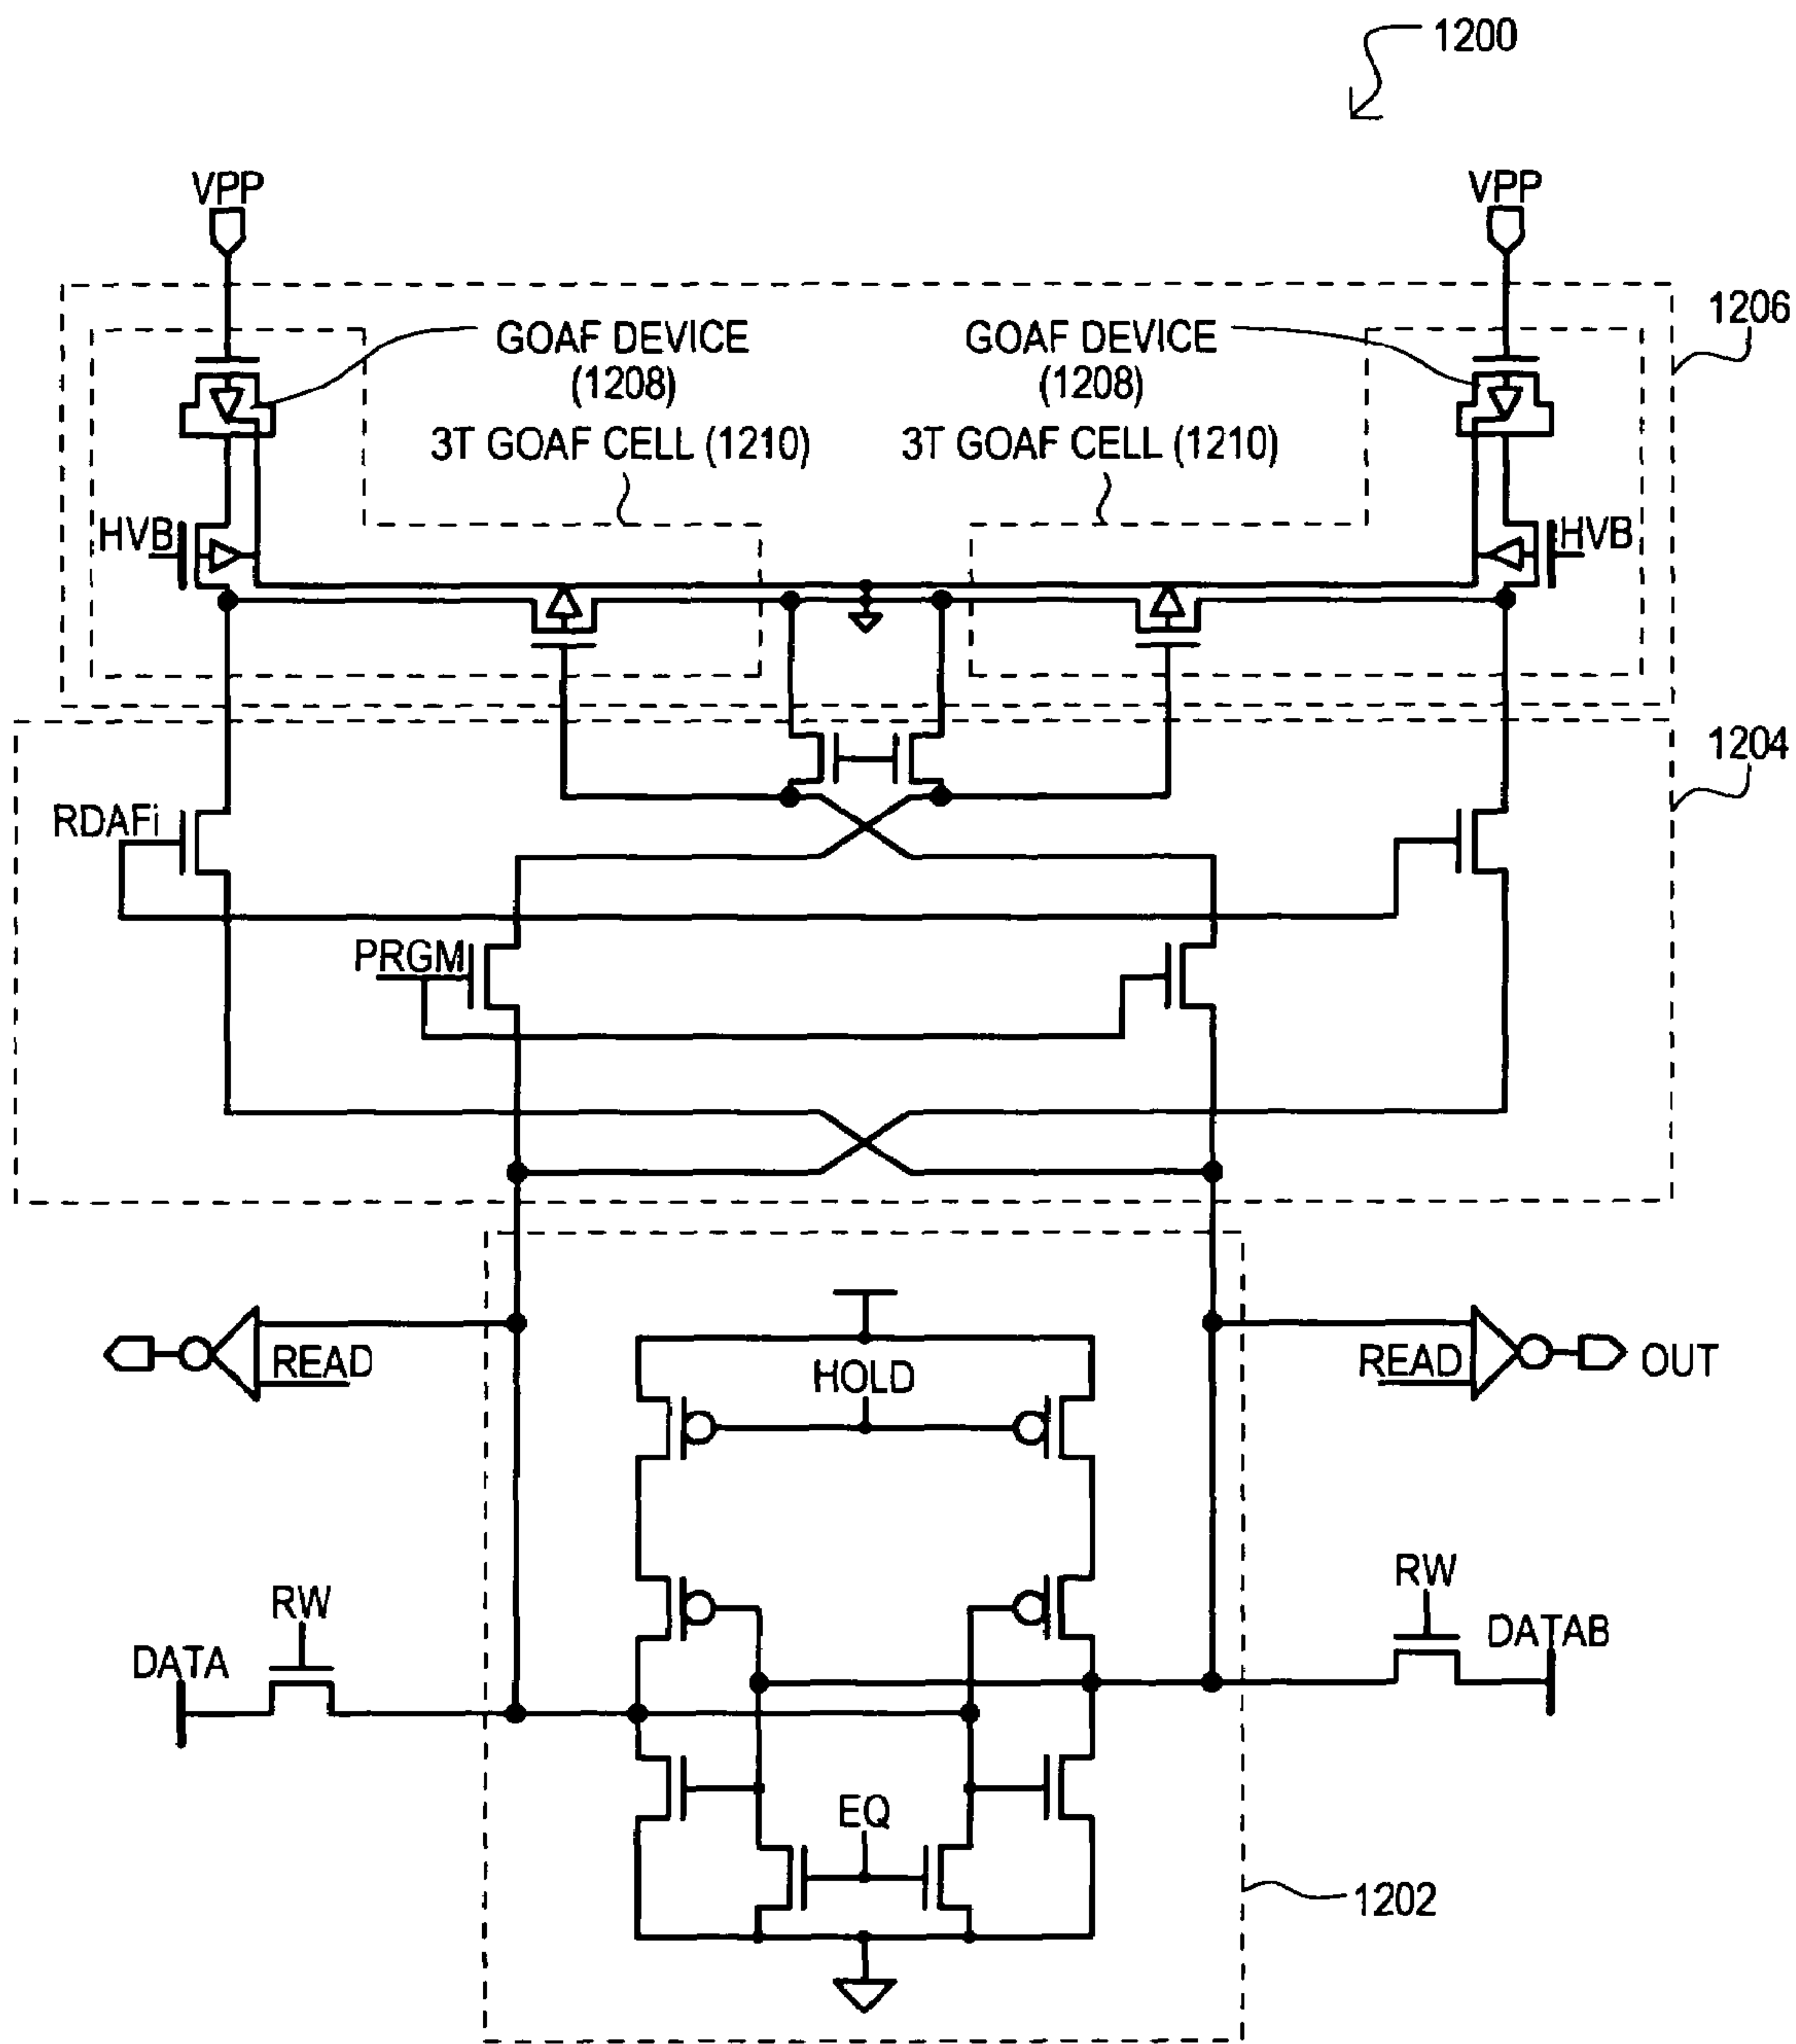 1200
VPP
VPP
1206
GOAF DEVICE
(1208)
GOAF DEVICE
(1208)
3T GOAF CELL (1210)
3T GOAF CELL (1210)
HVB
HVB
1204
RDAFi
PRGM
READ
HOLD
READ
OUT
RW
RW
DATA
DATAB
EQ
1202